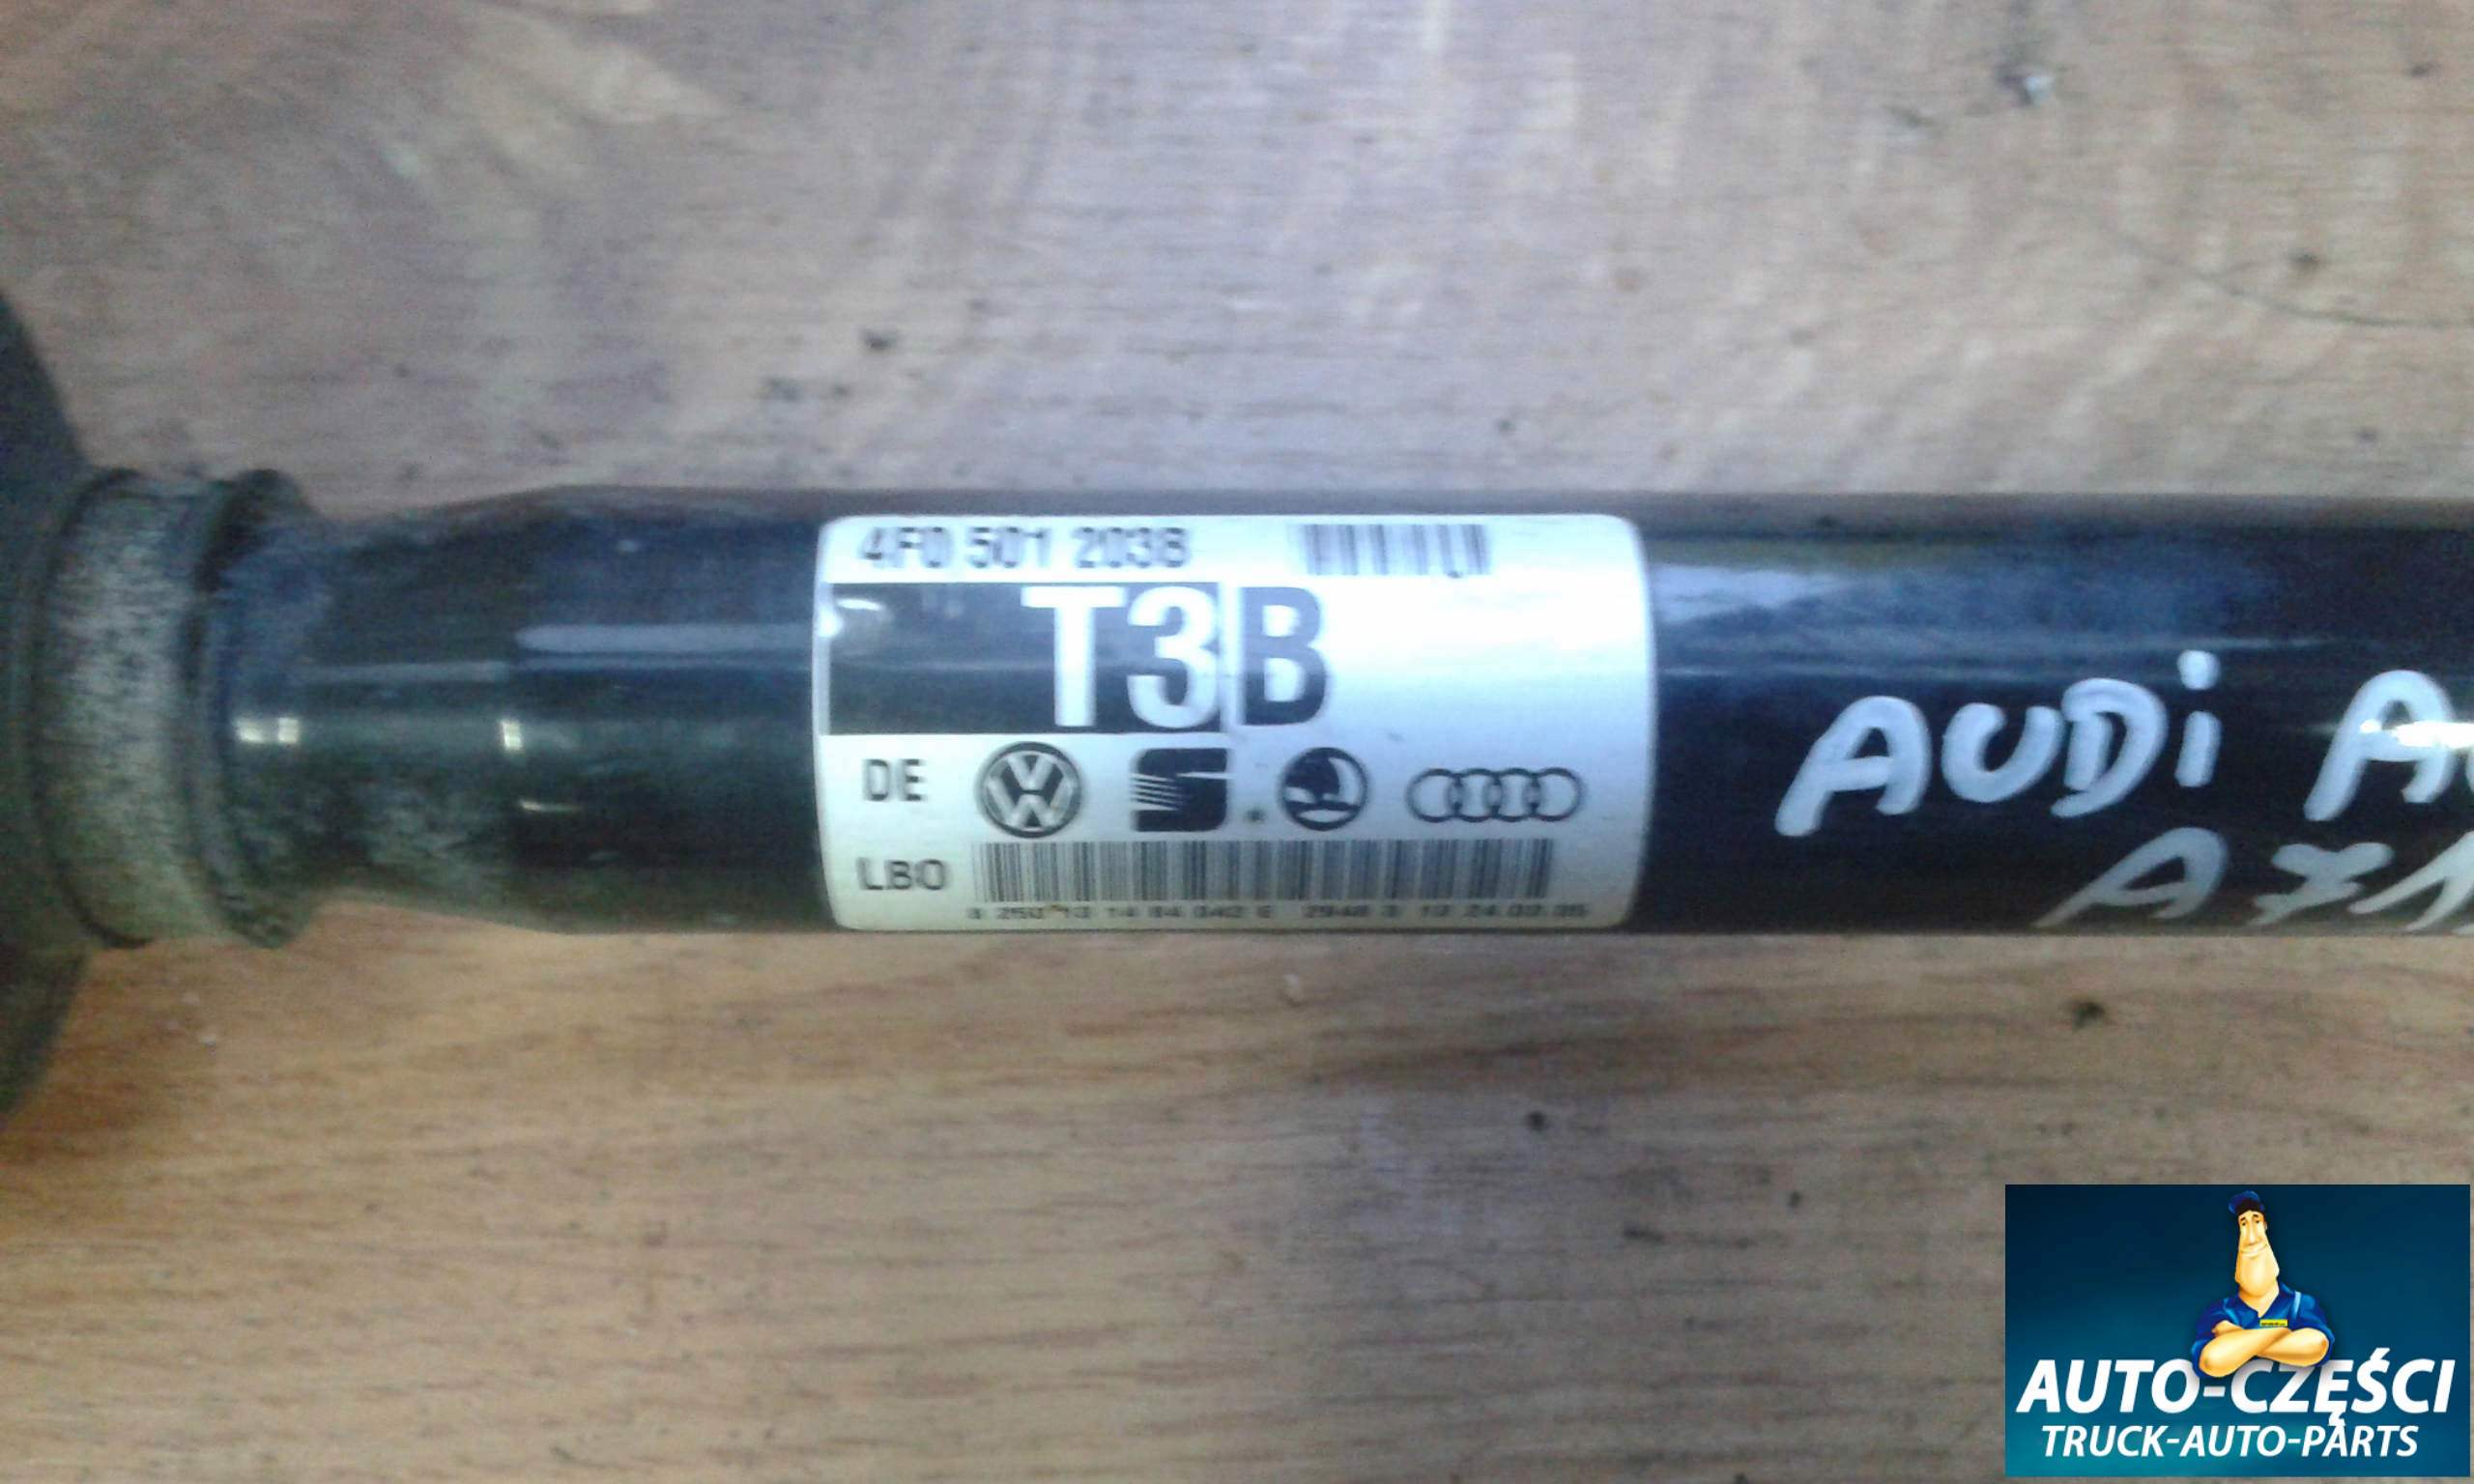 4F0 501 203B
T3B
DE
LBO
AUDi
AUTO-CZĘŚCI
TRUCK-AUTO-PARTS